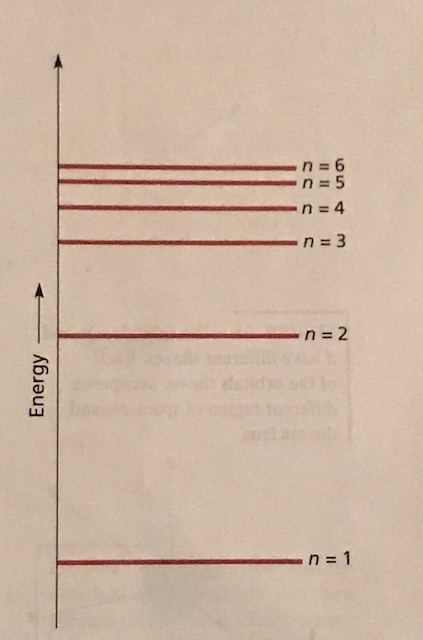 n = 6
n = 5
n = 4
n = 3
n = 2
Energy
n = 1